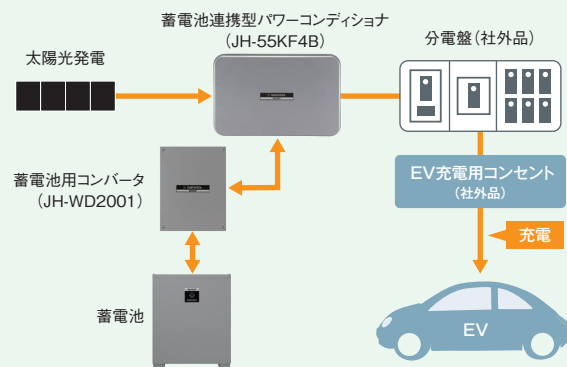 蓄電池連携型パワーコンディショナ
(JH-55KF4B)
分電盤(社外品)
太陽光発電
蓄電池用コンバータ
(JH-WD2001)
EV充電用コンセント
(社外品)
充電
蓄電池
EV